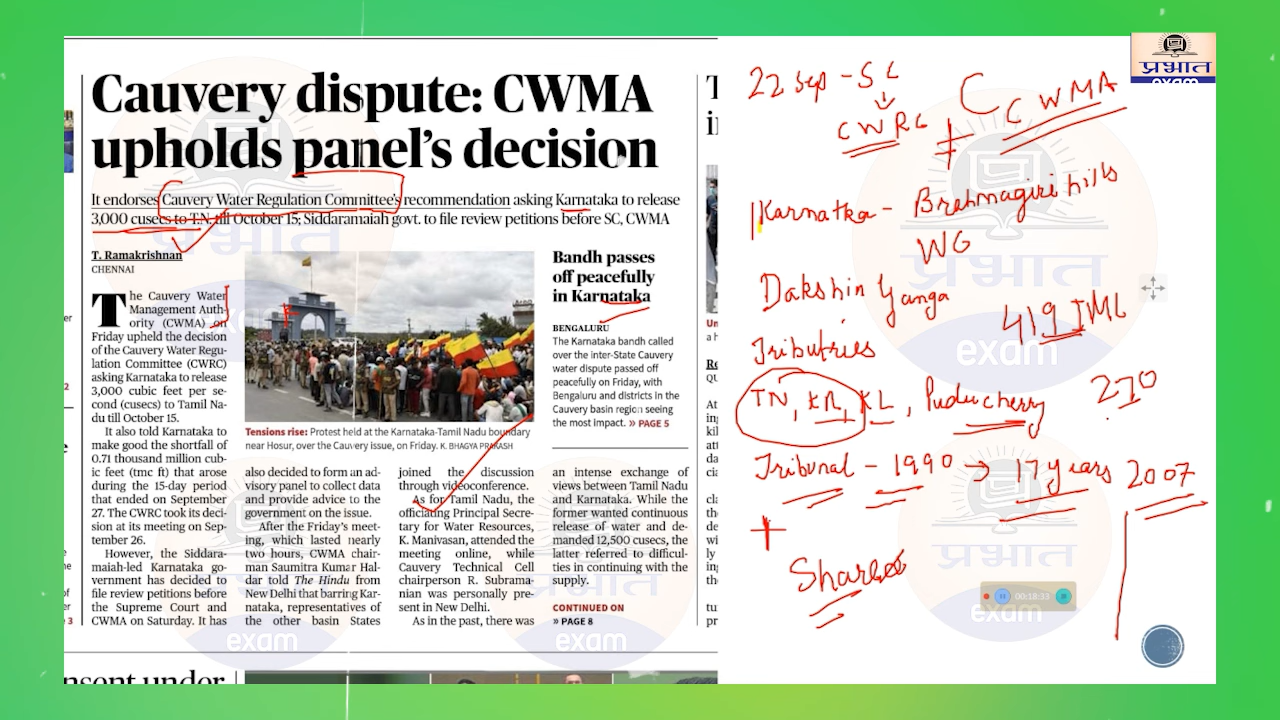 Cauvery dispute: CWMA
upholds panel's decision
It endorses Cauvery Water Regulation Committee's recommendation asking Karnataka to release
3,000 cusecs to T.N. till October 15; Siddaramaiah govt. to file review petitions before SC, CWMA
T. Ramakrishnan
CHENNAI
The Cauvery Water
Management Auth-
ority (CWMA) on
Friday upheld the decision
of the Cauvery Water Regu-
lation Committee (CWRC)
asking Karnataka to release
3,000 cubic feet per se-
cond (cusecs) to Tamil Na-
du till October 15.
It also told Karnataka to
make good the shortfall of
0.71 thousand million cub-
ic feet (tmc ft) that arose
during the 15-day period
that ended on September
27. The CWRC took its deci-
sion at its meeting on Sep-
tember 26.
However, the Siddara-
maiah-led Karnataka go-
vernment has decided to
file review petitions before
the Supreme Court and
CWMA on Saturday. It has
Tensions rise: Protest held at the Karnataka-Tamil Nadu boundary
near Hosur, over the Cauvery issue, on Friday. K. BHAGYA PRAKASH
also decided to form an ad-
visory panel to collect data
and provide advice to the
government on the issue.
After the Friday's meet-
ing, which lasted nearly
two hours, CWMA chair-
man Saumitra Kumar Hal-
dar told The Hindu from
New Delhi that barring Kar-
nataka, representatives of
the other basin States
joined the discussion
through videoconference.
As for Tamil Nadu, the
officiating Principal Secre-
tary for Water Resources,
K. Manivasan, attended the
meeting online, while
Cauvery Technical Cell
chairperson R. Subrama-
nian was personally pre-
sent in New Delhi.
As in the past, there was
Bandh passes
off peacefully
in Karnataka
BENGALURU
The Karnataka bandh called
over the inter-State Cauvery
water dispute passed off
peacefully on Friday, with
Bengaluru and districts in the
Cauvery basin region seeing
the most impact. » PAGE 5
an intense exchange of
views between Tamil Nadu
and Karnataka. While the
former wanted continuous
release of water and de-
manded 12,500 cusecs, the
latter referred to difficul-
ties in continuing with the
supply.
CONTINUED ON
» PAGE 8
22 Sep - SC
CWRC
CWMA
Karnatka - Brahmagiri hills
WG
Dakshin Ganga
419 TMC
Tributries
TN, KR, KL, Puducherry
270
Tribunal - 1990 → 17 years 2007
Shares
प्रभात
exam
00:18:33